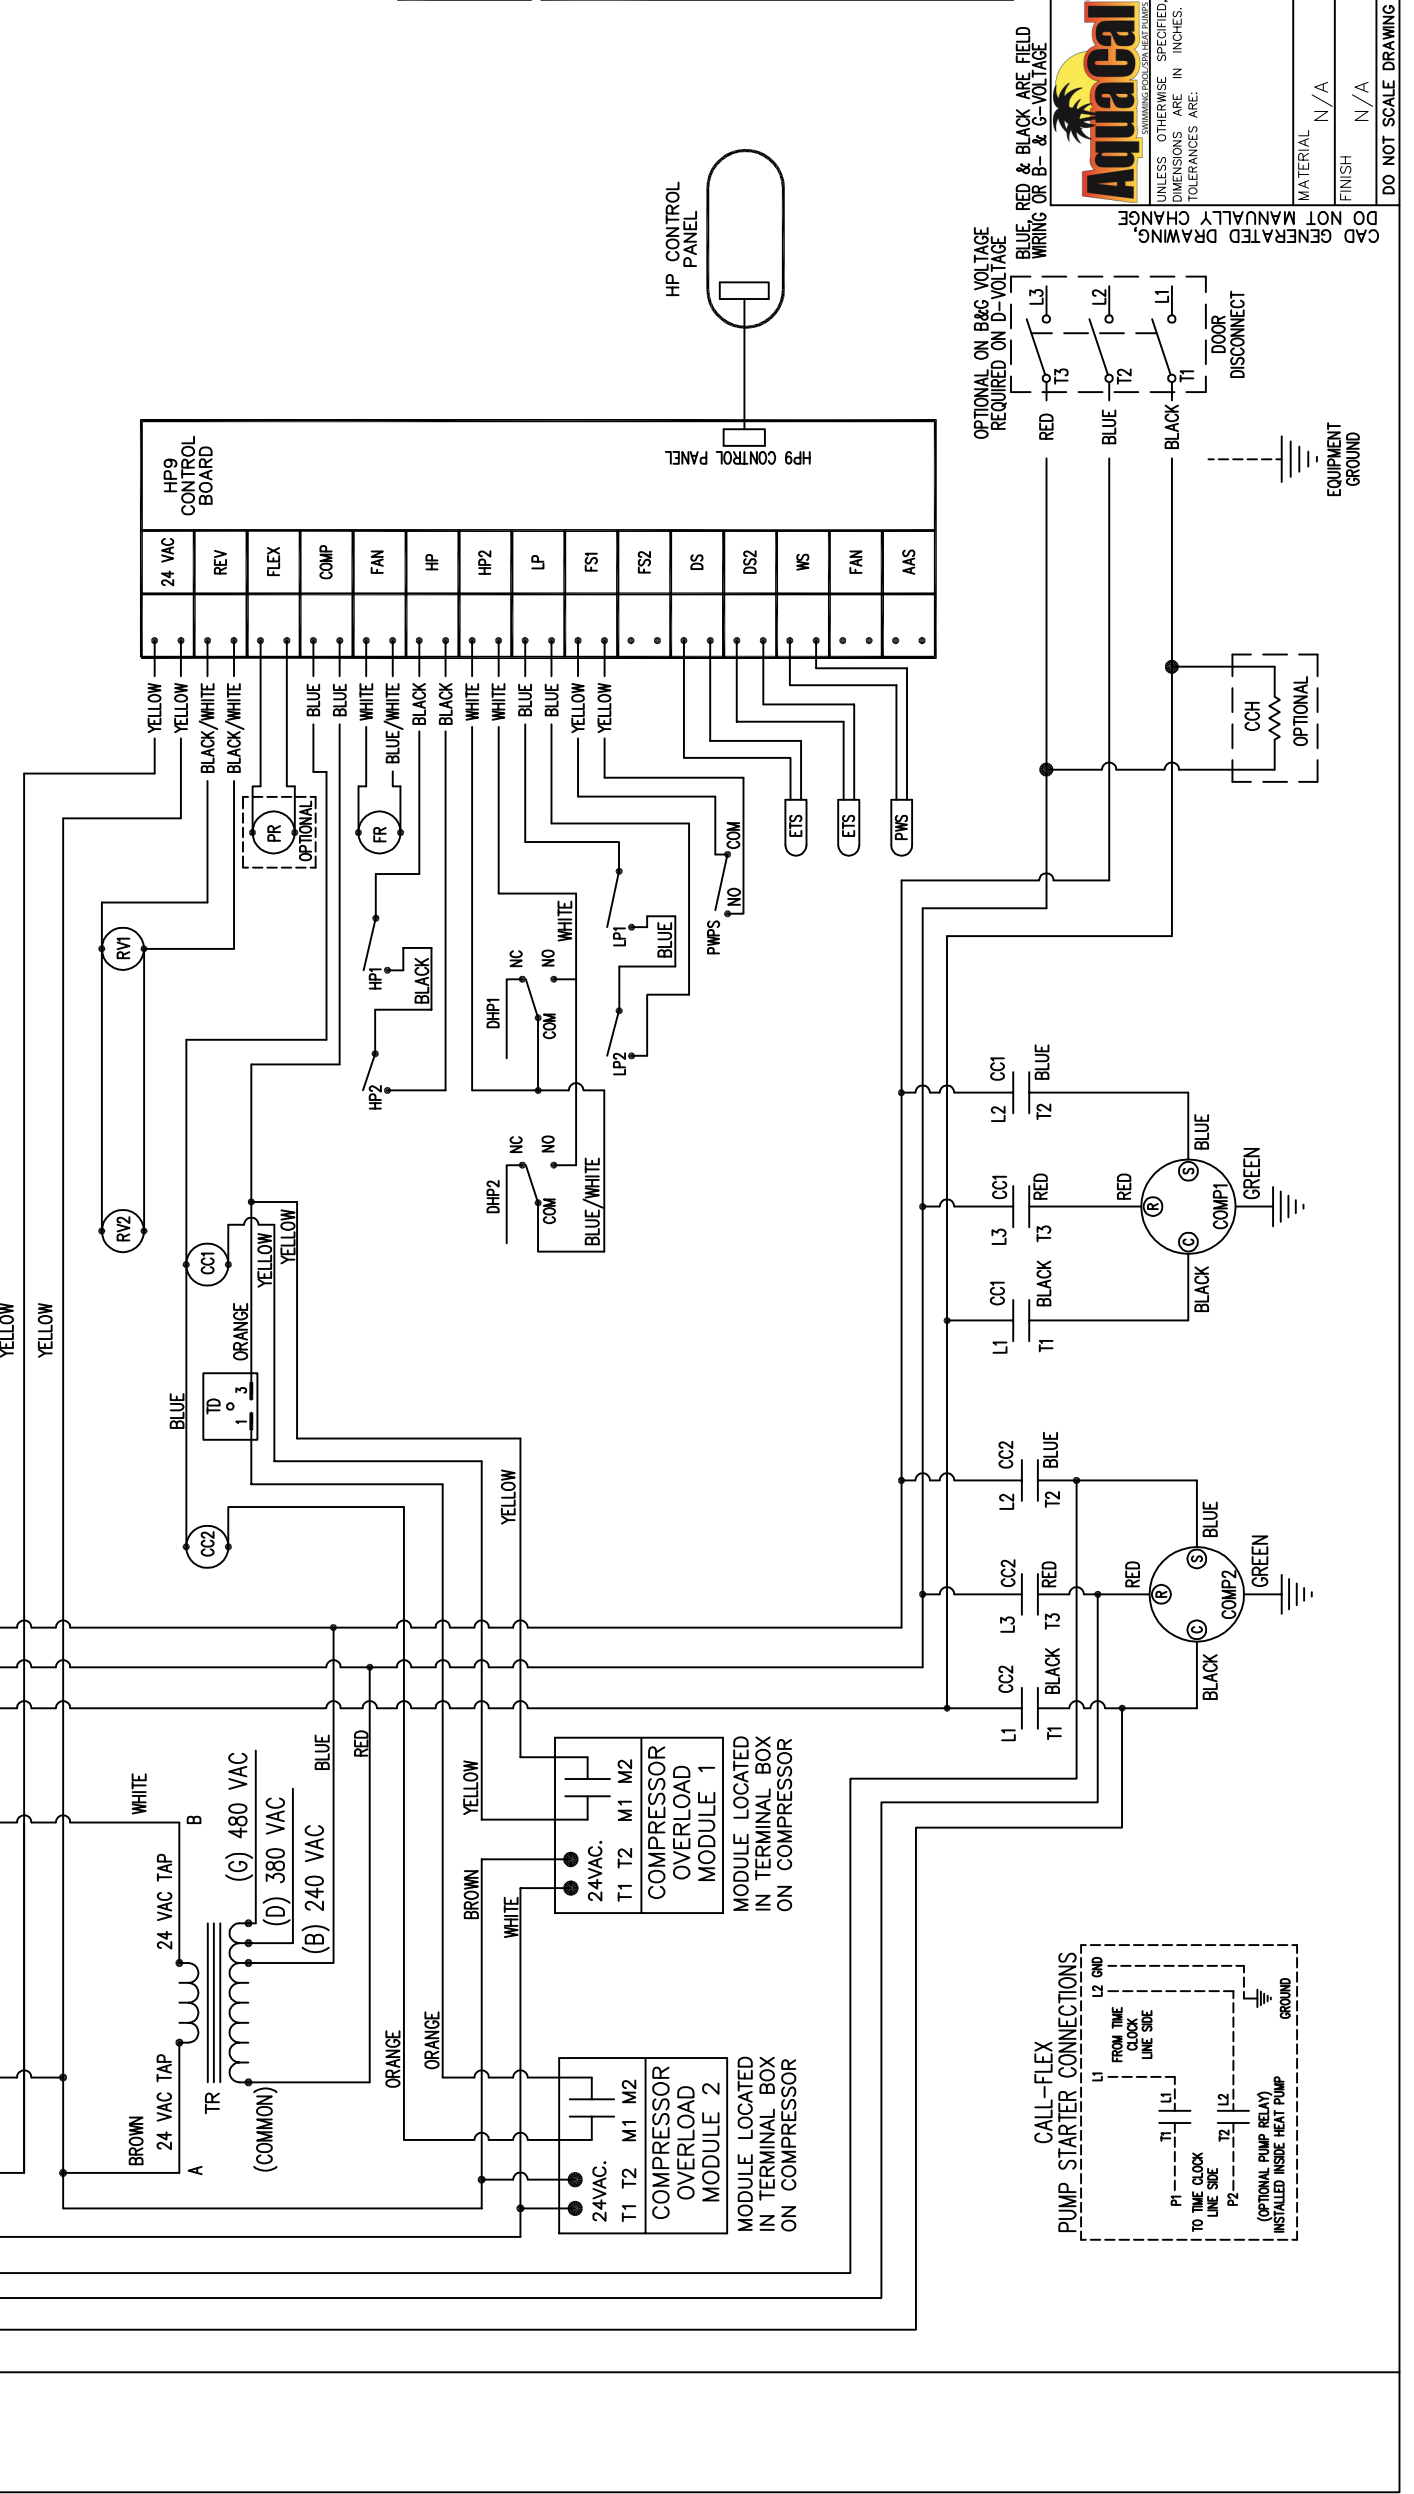 BLUE, RED & BLACK ARE FIELD
WIRING OR B- & G-VOLTAGE
AquaCal
SWIMMING POOL/SPA HEAT PUMPS
UNLESS OTHERWISE SPECIFIED,
DIMENSIONS ARE IN INCHES.
TOLERANCES ARE:
MATERIAL
N/A
FINISH
N/A
DO NOT SCALE DRAWING
CAD GENERATED DRAWING,
DO NOT MANUALLY CHANGE
HP CONTROL
PANEL
OPTIONAL ON B&G VOLTAGE
REQUIRED ON D-VOLTAGE
L3
L2
L1
T3
T2
T1
DOOR
DISCONNECT
RED
BLUE
BLACK
EQUIPMENT
GROUND
HP9
CONTROL
BOARD
HP9 CONTROL PANEL
24 VAC
REV
FLEX
COMP
FAN
HP
HP2
LP
FS1
FS2
DS
DS2
WS
FAN
AAS
YELLOW
YELLOW
BLACK/WHITE
BLACK/WHITE
BLUE
BLUE
WHITE
BLUE/WHITE
BLACK
BLACK
WHITE
WHITE
BLUE
BLUE
YELLOW
YELLOW
CCH
OPTIONAL
PR
OPTIONAL
FR
ETS
ETS
PWS
COM
NO
PWPS
RV1
RV2
HP1
BLACK
HP2
DHP1
NC
NO
COM
WHITE
LP1
BLUE
LP2
DHP2
NC
NO
COM
BLUE/WHITE
CC1
YELLOW
YELLOW
YELLOW
YELLOW
ORANGE
BLUE
TD
1
3
CC2
YELLOW
L2
CC1
T2
BLUE
L3
CC1
T3
RED
L1
CC1
T1
BLACK
RED
BLUE
BLACK
R
S
C
COMP1
GREEN
L2
CC2
T2
BLUE
L3
CC2
T3
RED
L1
CC2
T1
BLACK
RED
BLUE
BLACK
R
S
C
COMP2
GREEN
WHITE
B
24 VAC TAP
(G) 480 VAC
(D) 380 VAC
(B) 240 VAC
BLUE
RED
TR
(COMMON)
BROWN
24 VAC TAP
A
YELLOW
BROWN
WHITE
24VAC.
T1 T2
M1 M2
COMPRESSOR
OVERLOAD
MODULE 1
MODULE LOCATED
IN TERMINAL BOX
ON COMPRESSOR
ORANGE
ORANGE
24VAC.
T1 T2
M1 M2
COMPRESSOR
OVERLOAD
MODULE 2
MODULE LOCATED
IN TERMINAL BOX
ON COMPRESSOR
CALL-FLEX
PUMP STARTER CONNECTIONS
L1
FROM TIME
CLOCK
LINE SIDE
L2 GND
GROUND
T1
L1
T2
L2
P1
TO TIME CLOCK
LINE SIDE
P2
(OPTIONAL PUMP RELAY)
INSTALLED INSIDE HEAT PUMP